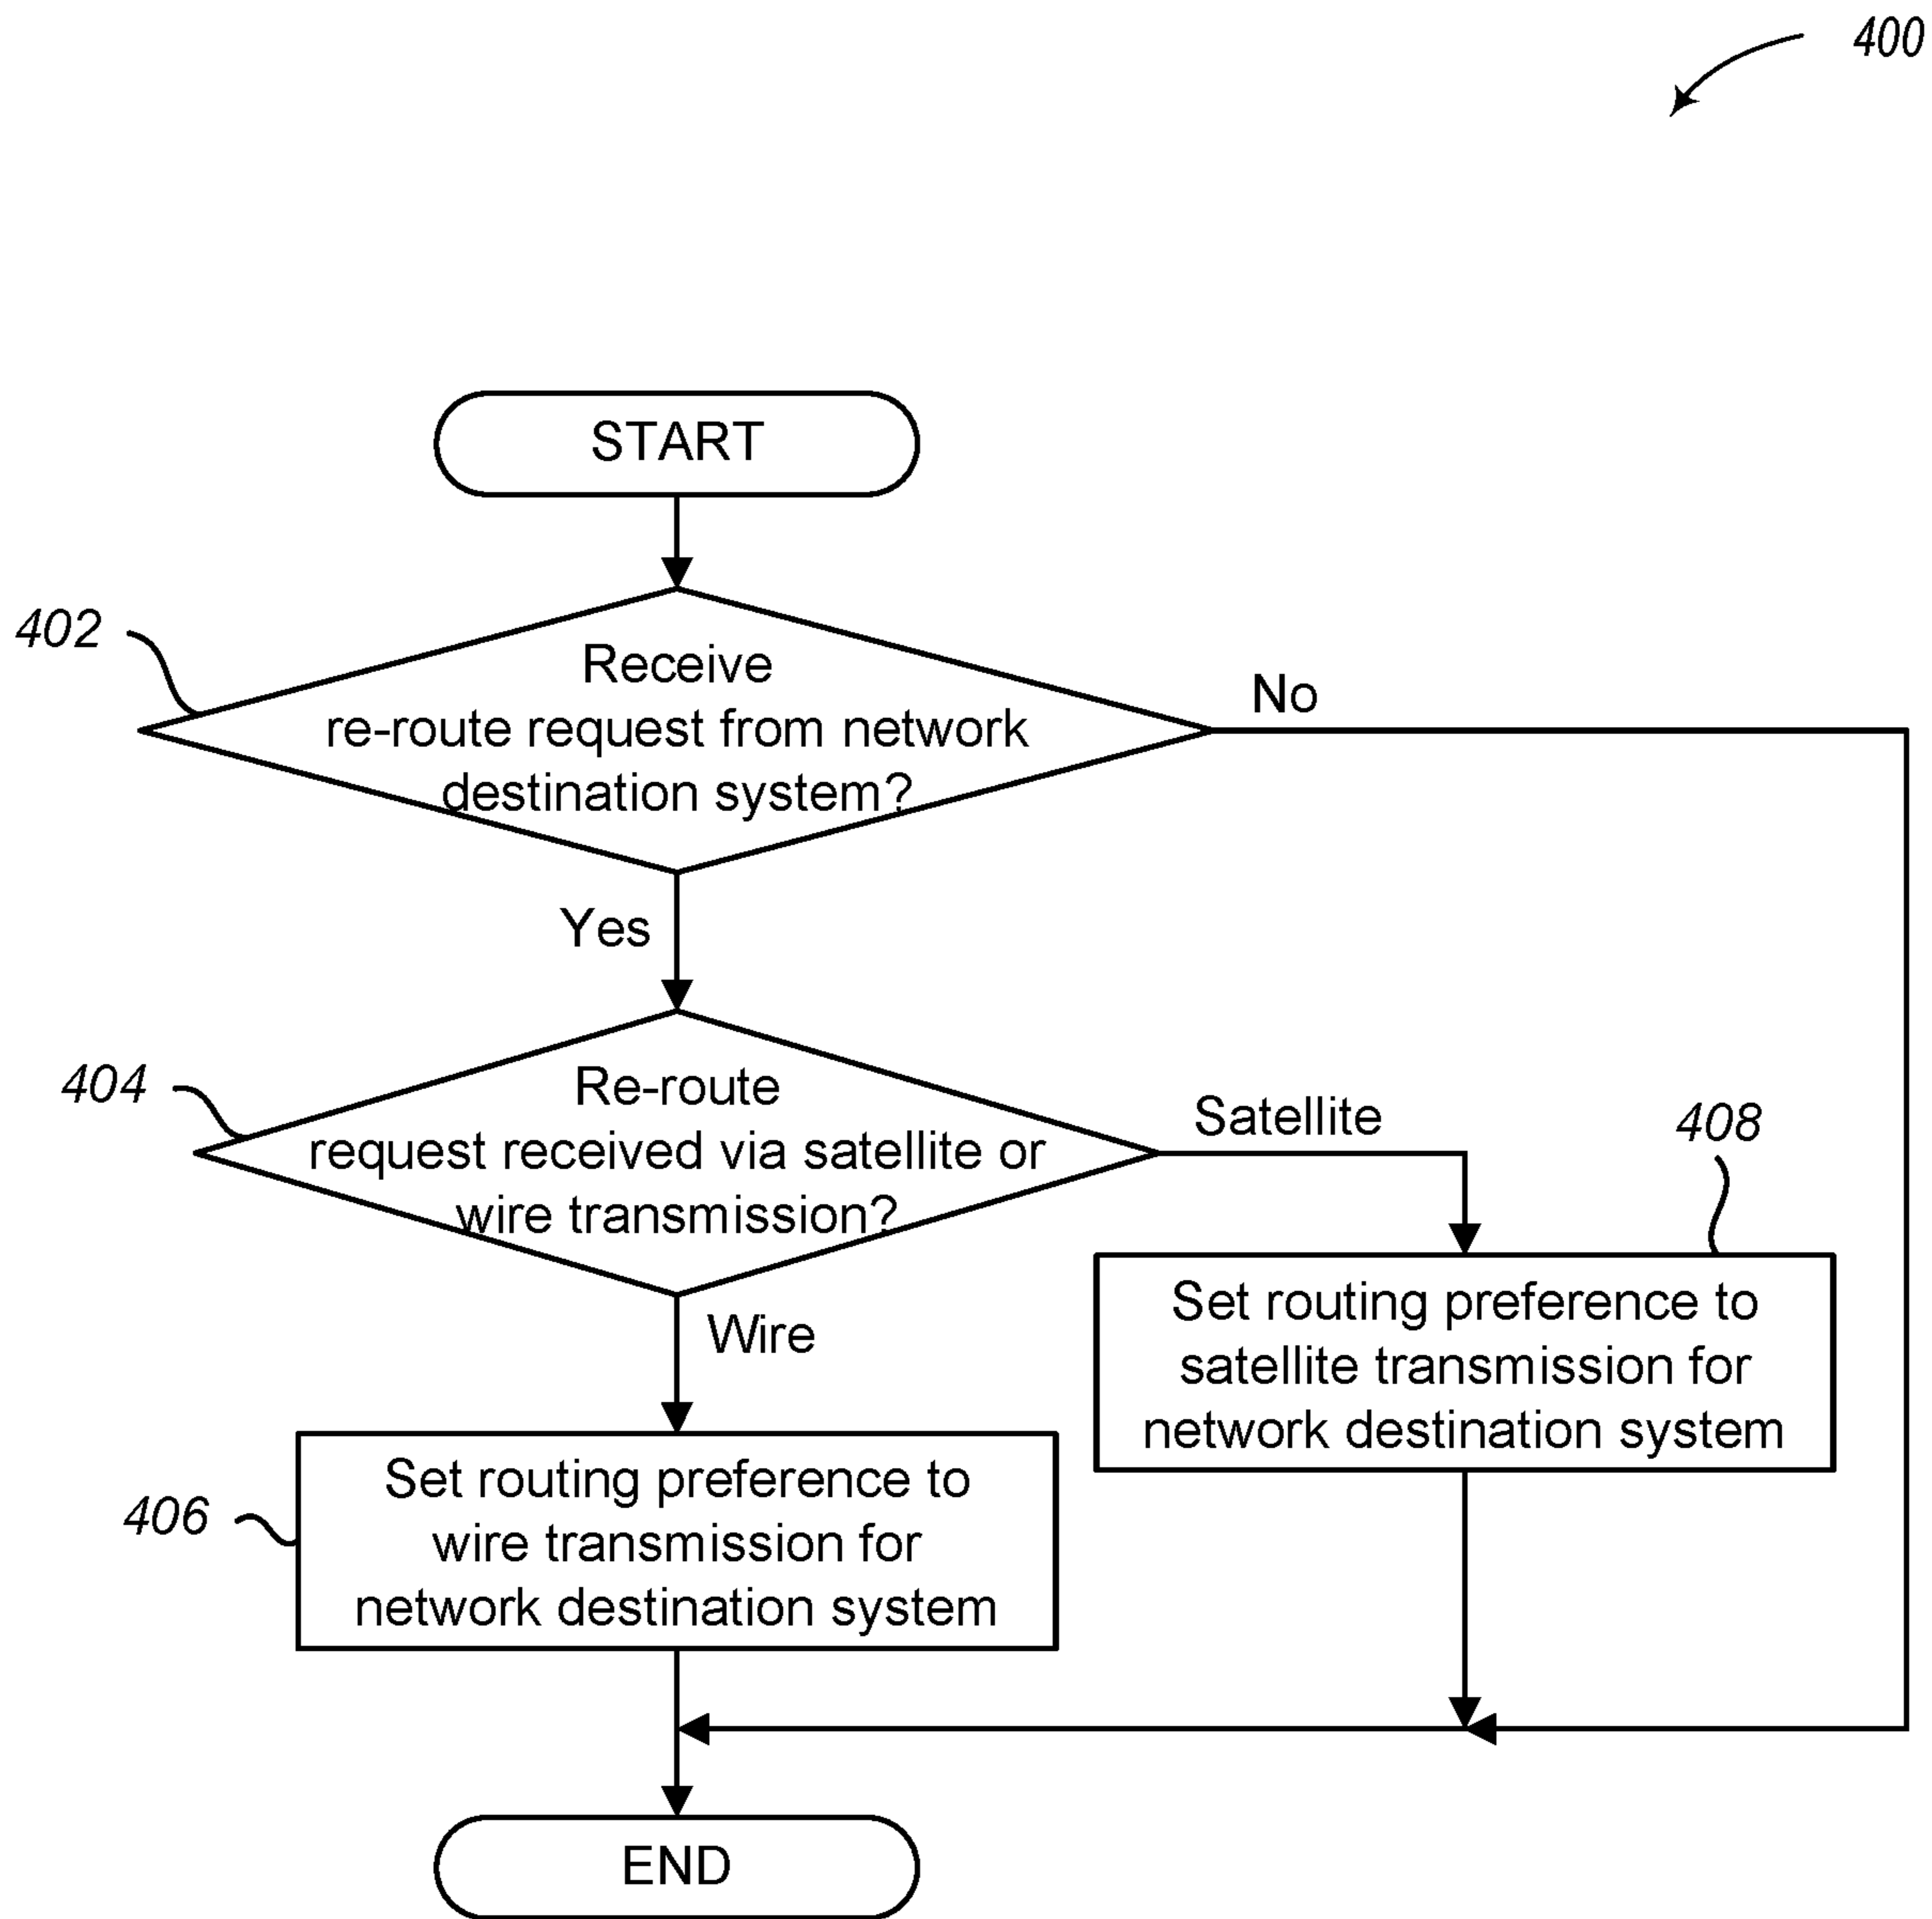 400
START
402
Receive
re-route request from network
destination system?
No
Yes
404
Re-route
request received via satellite or
wire transmission?
Satellite
408
Wire
Set routing preference to
satellite transmission for
network destination system
406
Set routing preference to
wire transmission for
network destination system
END